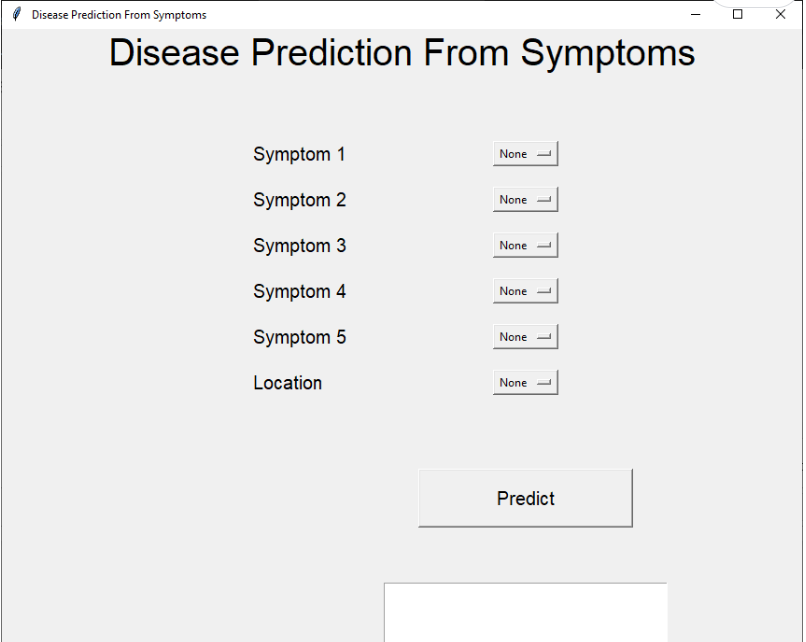 Disease Prediction From Symptoms
Disease Prediction From Symptoms
Symptom 1 None
Symptom 2 None
Symptom 3 None
Symptom 4 None
Symptom 5 None
Location None
Predict